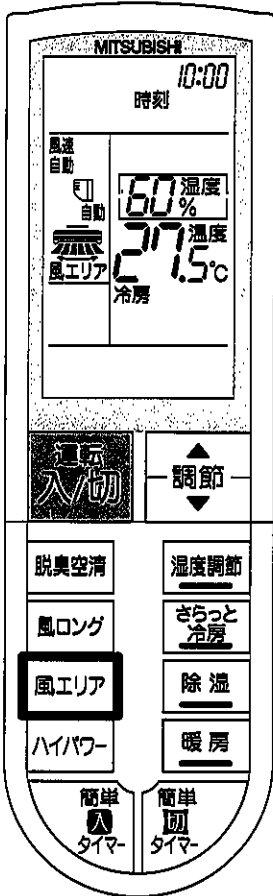 MITSUBISHI
10:00
時刻
風速
自動
自動
60% 湿度
27.5℃ 温度
風エリア
冷房
運転
入/切
調節
脱臭空清
湿度調節
風ロング
さらっと
冷房
風エリア
除湿
ハイパワー
暖房
簡単
入
タイマー
簡単
切
タイマー